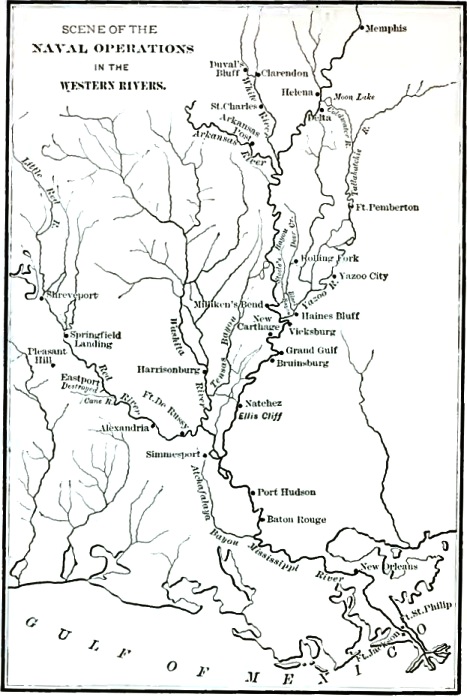 SCENE OF THE
NAVAL OPERATIONS
IN THE
WESTERN RIVERS.
Memphis
Duval's
Bluff
Clarendon
White River
Helena
Moon Lake
St. Charles
Delta
Coldwater R.
Arkansas
Post
Arkansas
River
Tallahatchie R.
Little Red R.
Ft. Pemberton
Deer Cr.
Rolling Fork
Yazoo City
Shreveport
Milliken's Bend
Yazoo R.
Haines Bluff
New
Carthage
Vicksburg
Washita
River
Tensas Bayou
Springfield
Landing
Pleasant
Hill
Grand Gulf
Bruinsburg
Harrisonburg
Eastport
Destroyed
Red River
Cane R.
Ft. De Russy
Natchez
Ellis Cliff
Alexandria
Simmesport
Atchafalaya
Bayou
Port Hudson
Baton Rouge
Mississippi
River
New Orleans
Ft. St. Philip
Ft. Jackson
GULF OF MEXICO